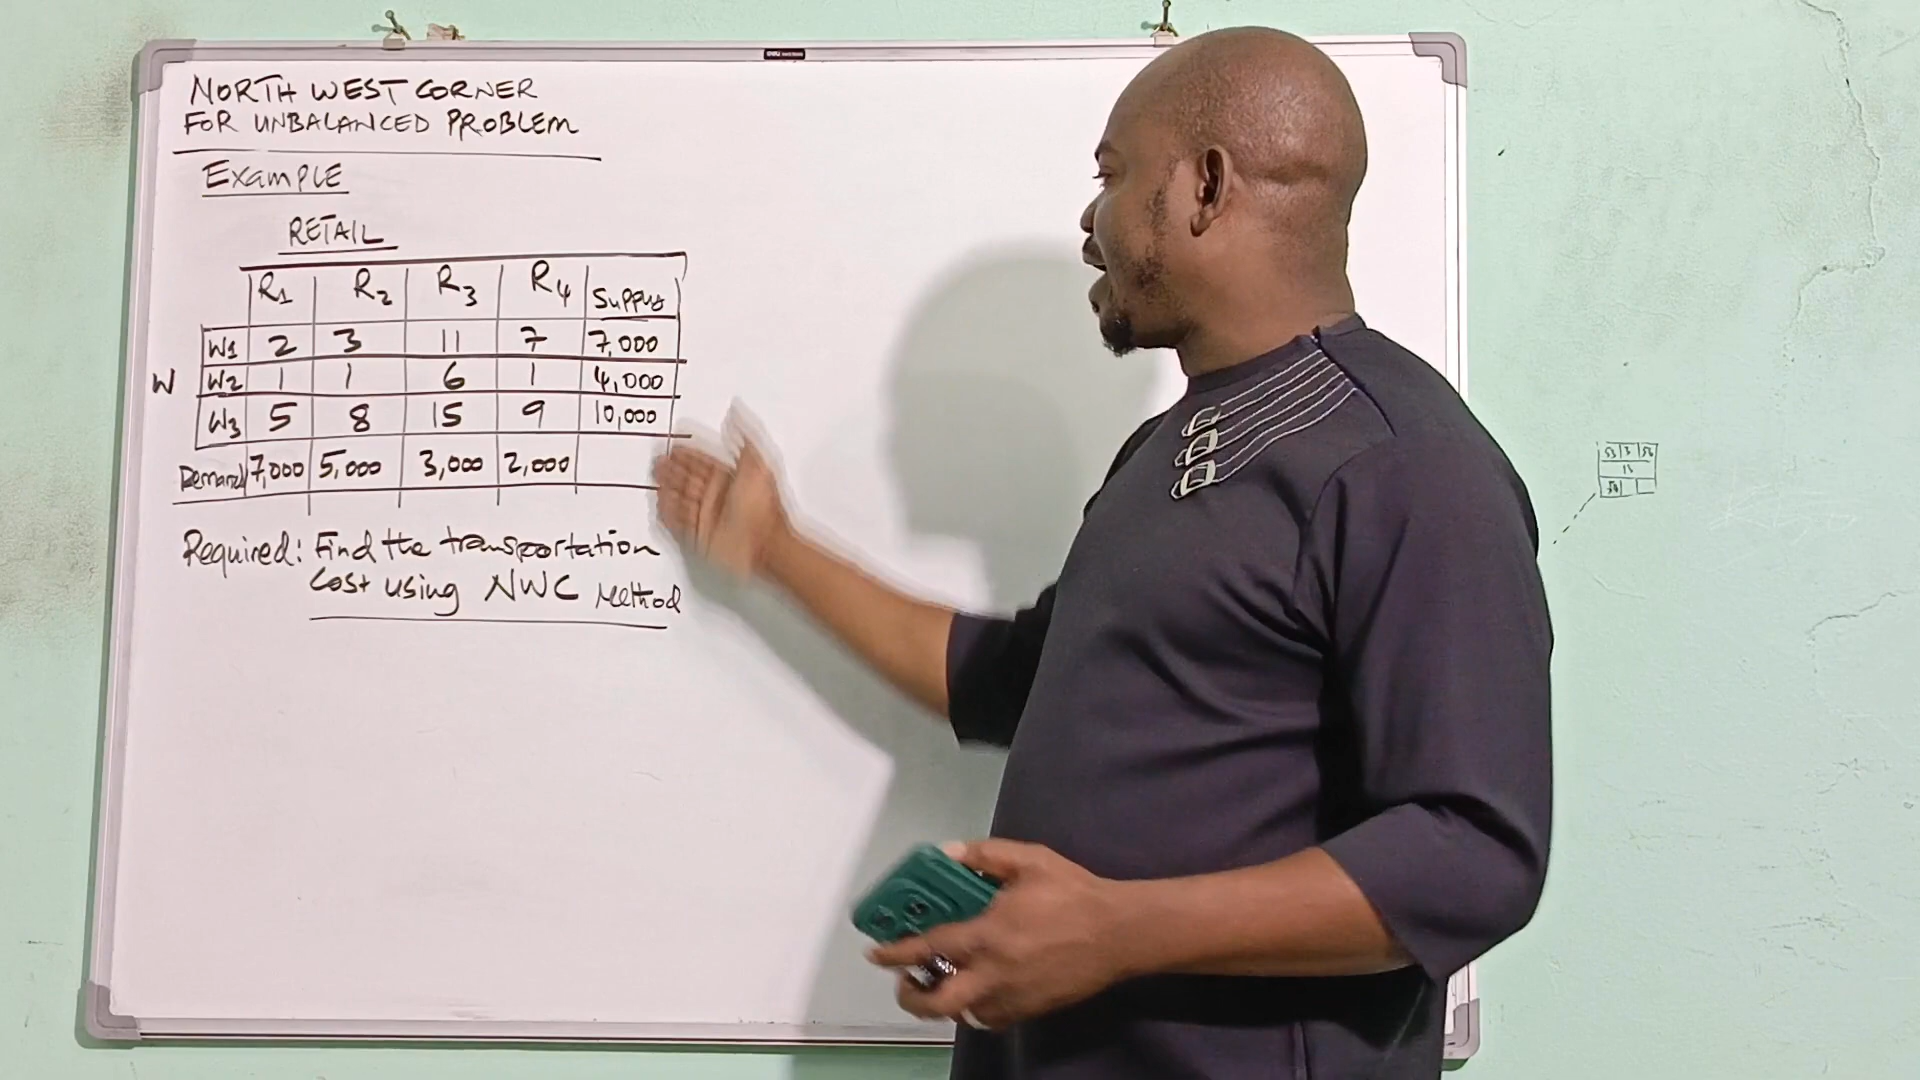 NORTH WEST CORNER
FOR UNBALANCED PROBLEM
Example
RETAIL
R1 R2 R3 R4 Supply
W1 2 3 11 7 7,000
W W2 1 1 6 1 4,000
W3 5 8 15 9 10,000
Demand 7,000 5,000 3,000 2,000
Required: Find the transportation
Cost using NWC Method